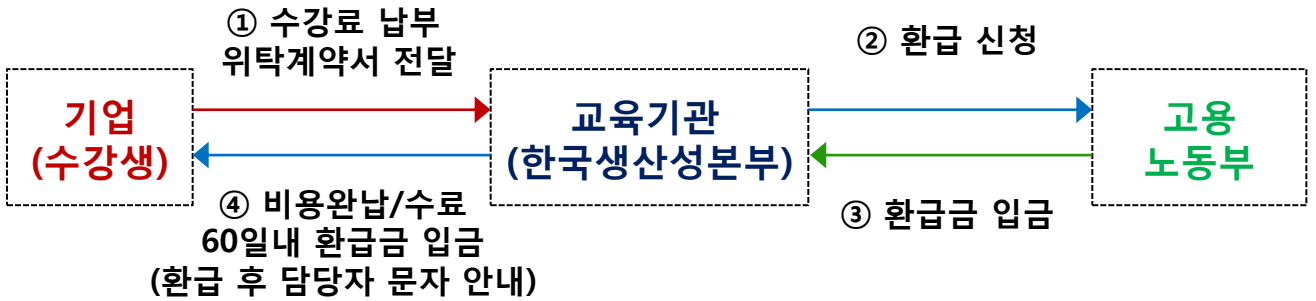 ① 수강료 납부
위탁계약서 전달
② 환급 신청
기업
(수강생)
교육기관
(한국생산성본부)
고용
노동부
④ 비용완납/수료
60일내 환급금 입금
(환급 후 담당자 문자 안내)
③ 환급금 입금